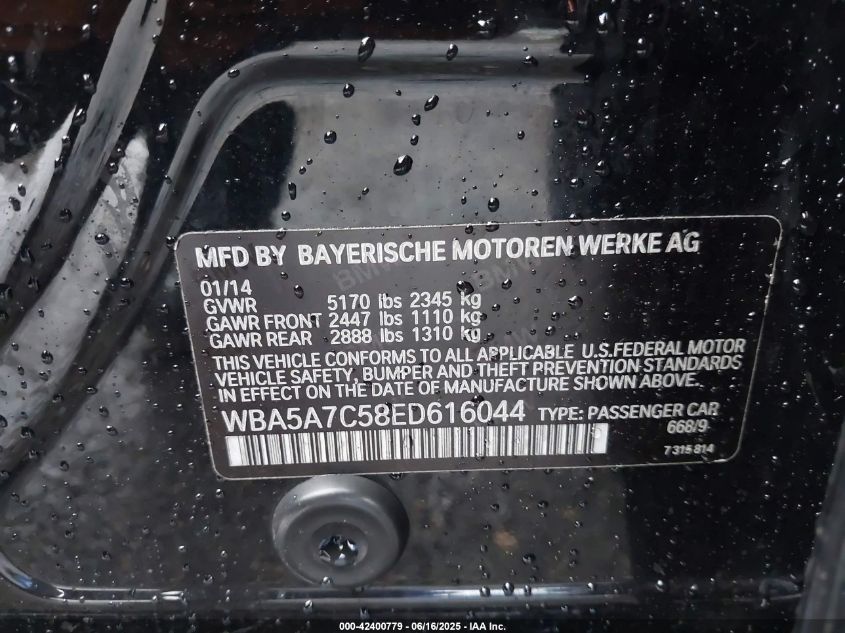 MFD BY BAYERISCHE MOTOREN WERKE AG
01/14
GVWR 5170 lbs 2345 kg
GAWR FRONT 2447 lbs 1110 kg
GAWR REAR 2888 lbs 1310 kg
THIS VEHICLE CONFORMS TO ALL APPLICABLE U.S.FEDERAL MOTOR
VEHICLE SAFETY, BUMPER AND THEFT PREVENTION STANDARDS
IN EFFECT ON THE DATE OF MANUFACTURE SHOWN ABOVE.
WBA5A7C58ED616044 TYPE: PASSENGER CAR
668/9
7 315 814
000-42400779 - 06/16/2025 - IAA Inc.